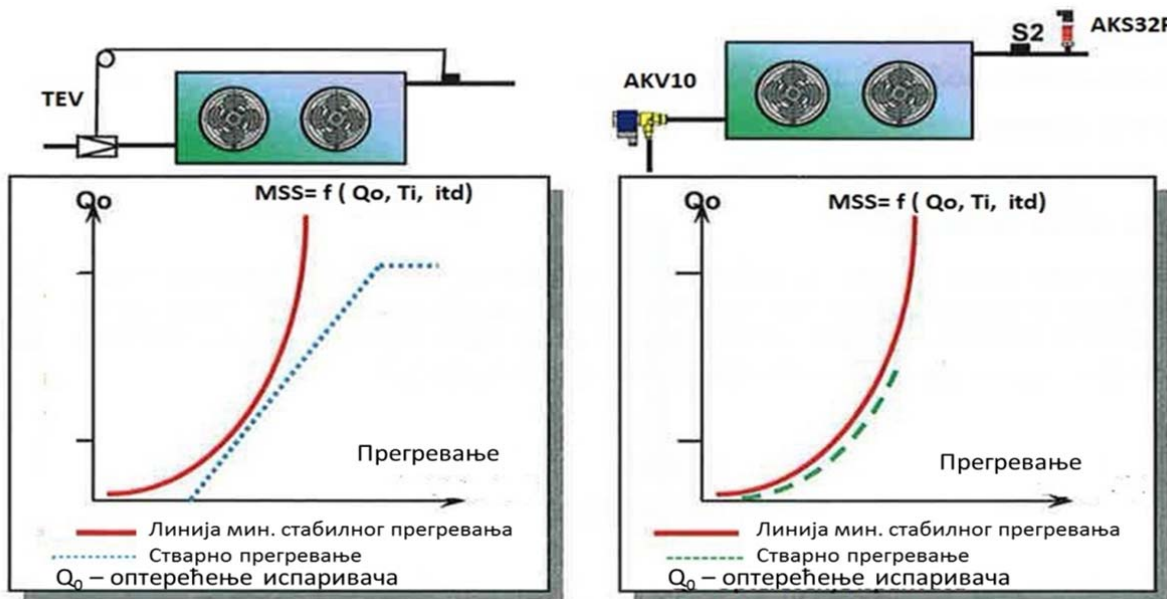 TEV
AKV10
S2
AKS32R
Qo
MSS= f ( Qo, Ti, itd)
Прегревање
Линија мин. стабилног прегревања
Стварно прегревање
Q₀ – оптерећење испаривача
Qo
MSS= f ( Qo, Ti, itd)
Прегревање
Линија мин. стабилног прегревања
Стварно прегревање
Q₀ – оптерећење испаривача